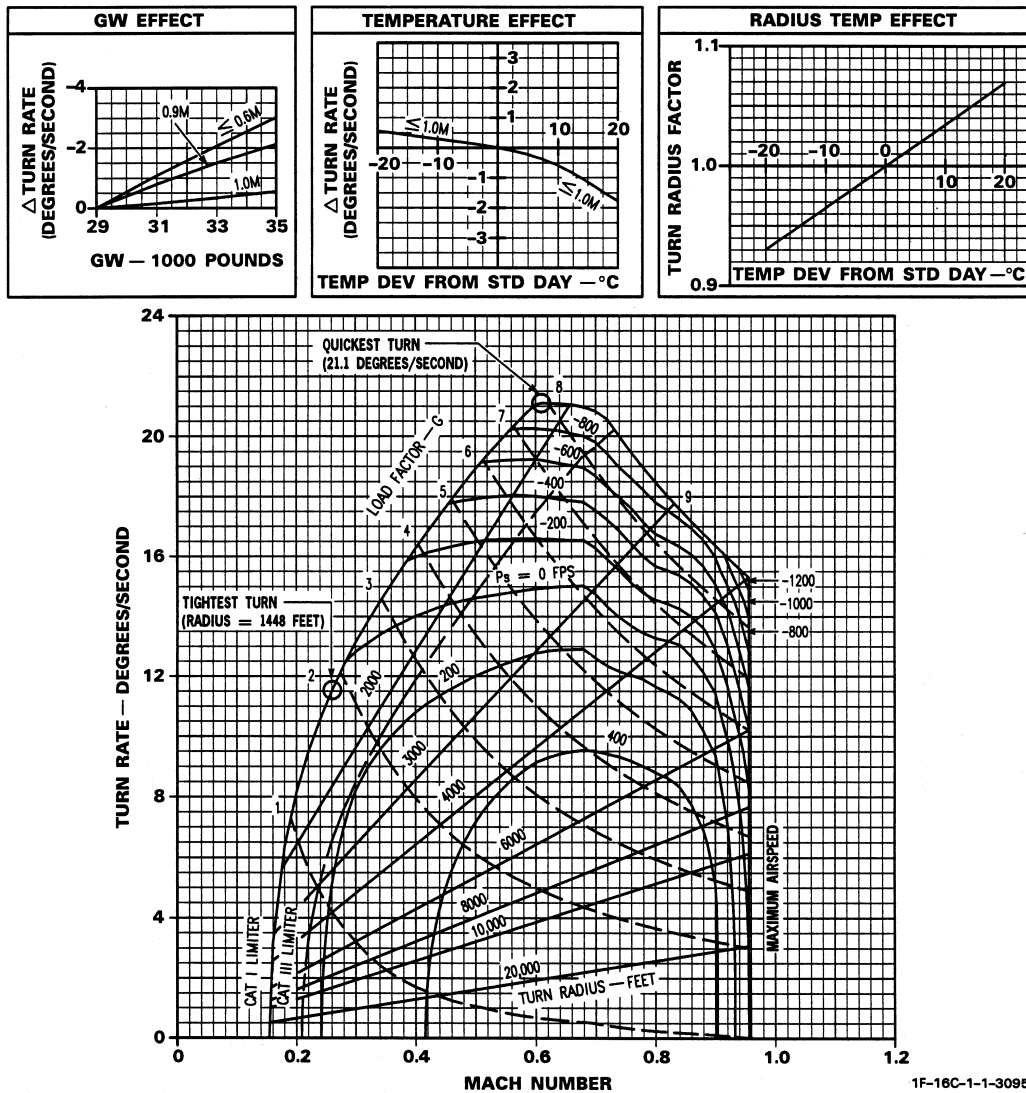 GW EFFECT
△ TURN RATE
(DEGREES/SECOND)
-4
-2
0
0.9M
≤ 0.6M
1.0M
29 31 33 35
GW — 1000 POUNDS
TEMPERATURE EFFECT
△ TURN RATE
(DEGREES/SECOND)
3
2
1
≤1.0M
10 20
-20 -10
-1
-2
-3
≤1.0M
TEMP DEV FROM STD DAY —°C
RADIUS TEMP EFFECT
TURN RADIUS FACTOR
1.1
1.0
0.9
-20 -10 0
10 20
TEMP DEV FROM STD DAY —°C
TURN RATE — DEGREES/SECOND
24
20
16
12
8
4
0
QUICKEST TURN
(21.1 DEGREES/SECOND)
LOAD FACTOR — G
8
7
6
5
4
3
2
1
9
-800
-600
-400
-200
Ps = 0 FPS
200
400
TIGHTEST TURN
(RADIUS = 1448 FEET)
-1200
-1000
-800
2000
3000
4000
6000
8000
10,000
20,000
TURN RADIUS — FEET
CAT I LIMITER
CAT III LIMITER
MAXIMUM AIRSPEED
0 0.2 0.4 0.6 0.8 1.0 1.2
MACH NUMBER
1F-16C-1-1-3095